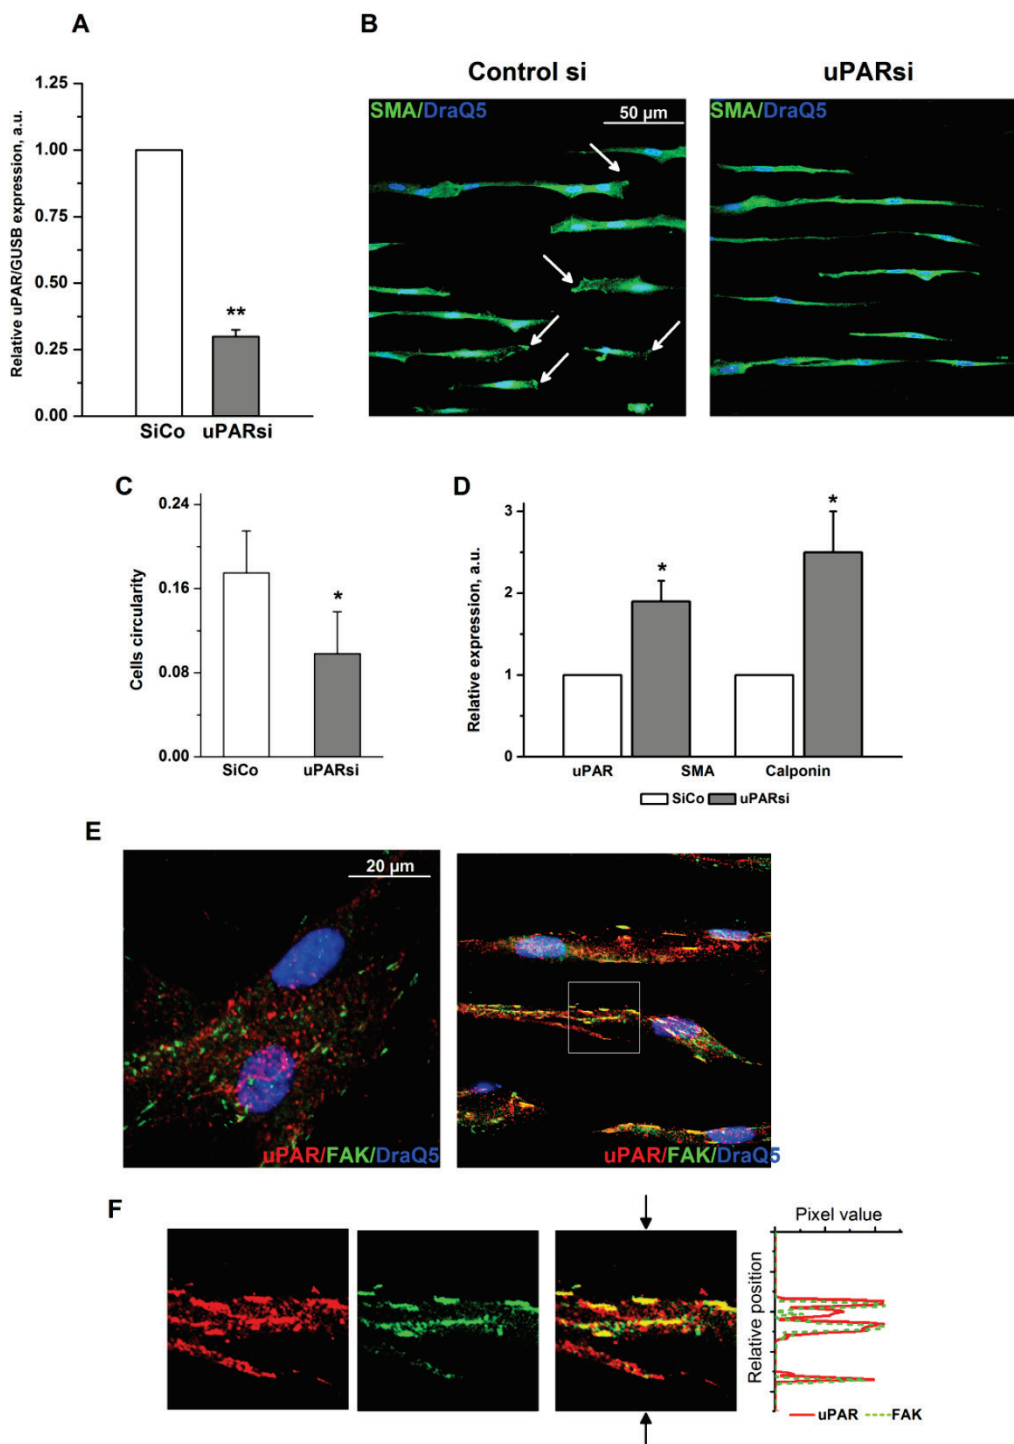 A
Relative uPAR/GUSB expression, a.u.
1.25
1.00
0.75
0.50
0.25
0.00
**
SiCo uPARsi
B
Control si
uPARsi
SMA/DraQ5
50 µm
SMA/DraQ5
C
Cells circularity
0.24
0.16
0.08
0.00
*
SiCo uPARsi
D
Relative expression, a.u.
3
2
1
0
*
*
uPAR SMA Calponin
SiCo uPARsi
E
20 µm
uPAR/FAK/DraQ5
uPAR/FAK/DraQ5
F
Pixel value
Relative position
uPAR FAK